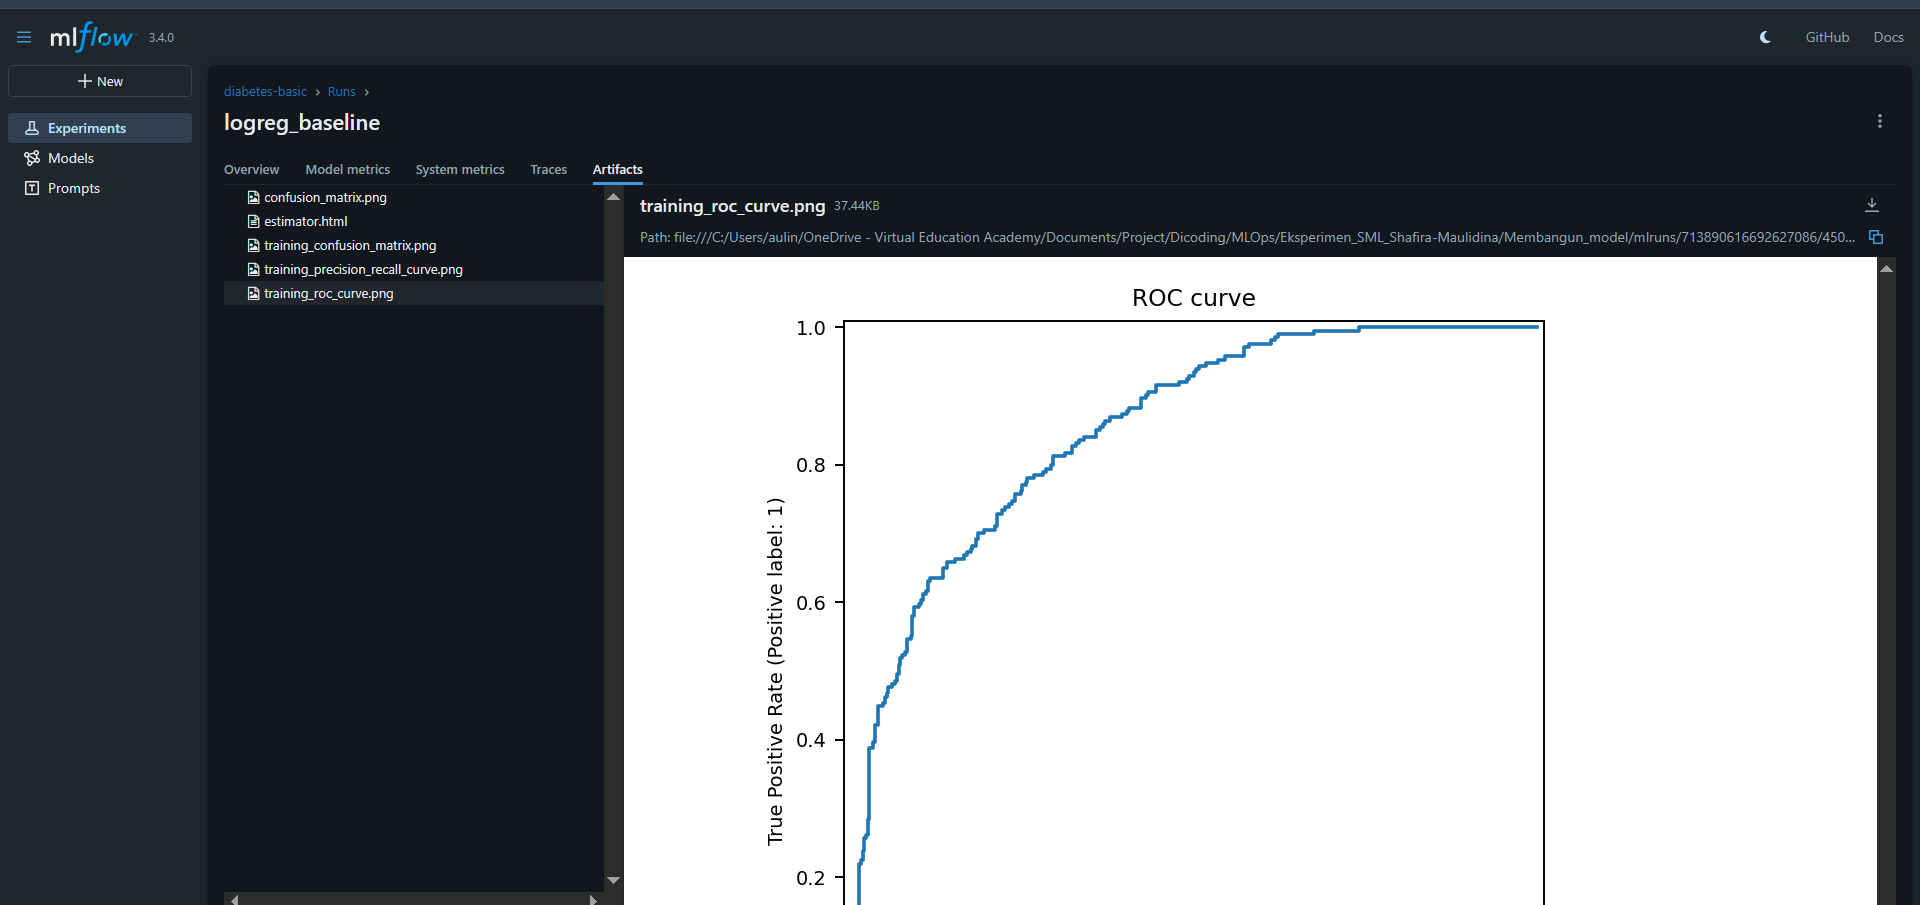 mlflow 3.4.0
GitHub Docs
New
Experiments
Models
Prompts
diabetes-basic > Runs >
logreg_baseline
Overview Model metrics System metrics Traces Artifacts
confusion_matrix.png
estimator.html
training_confusion_matrix.png
training_precision_recall_curve.png
training_roc_curve.png
training_roc_curve.png 37.44KB
Path: file:///C:/Users/aulin/OneDrive - Virtual Education Academy/Documents/Project/Dicoding/MLOps/Eksperimen_SML_Shafira-Maulidina/Membangun_model/mlruns/713890616692627086/450...
ROC curve
1.0
0.8
0.6
0.4
0.2
True Positive Rate (Positive label: 1)